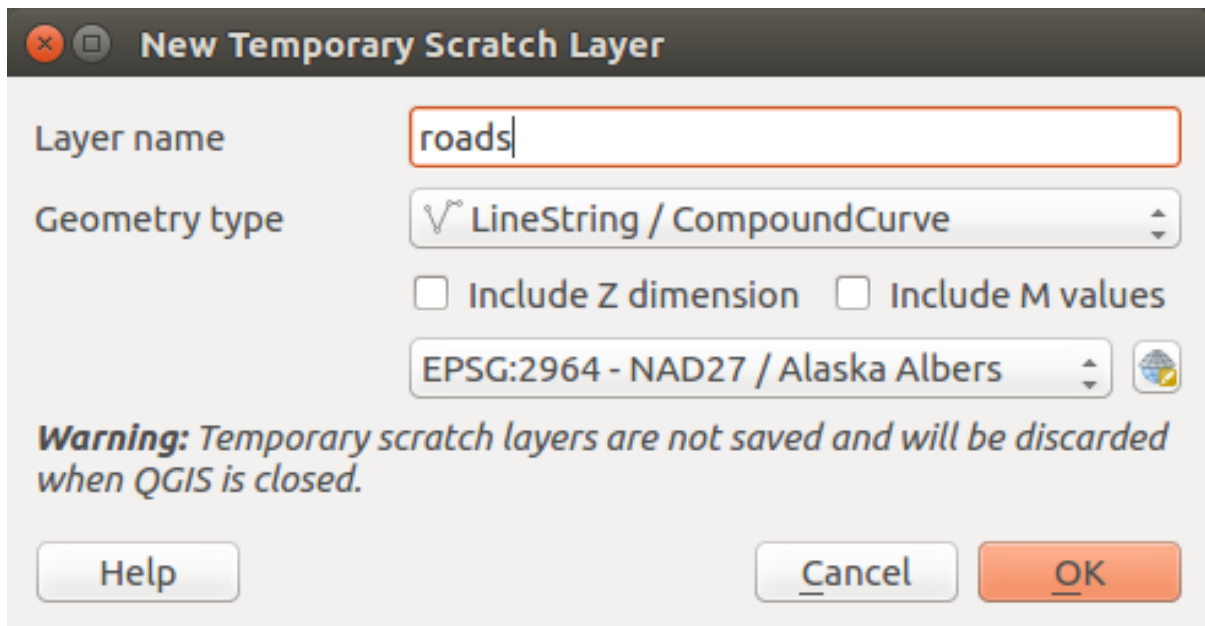 New Temporary Scratch Layer
Layer name roads
Geometry type LineString / CompoundCurve
Include Z dimension Include M values
EPSG:2964 - NAD27 / Alaska Albers
Warning: Temporary scratch layers are not saved and will be discarded
when QGIS is closed.
Help Cancel OK